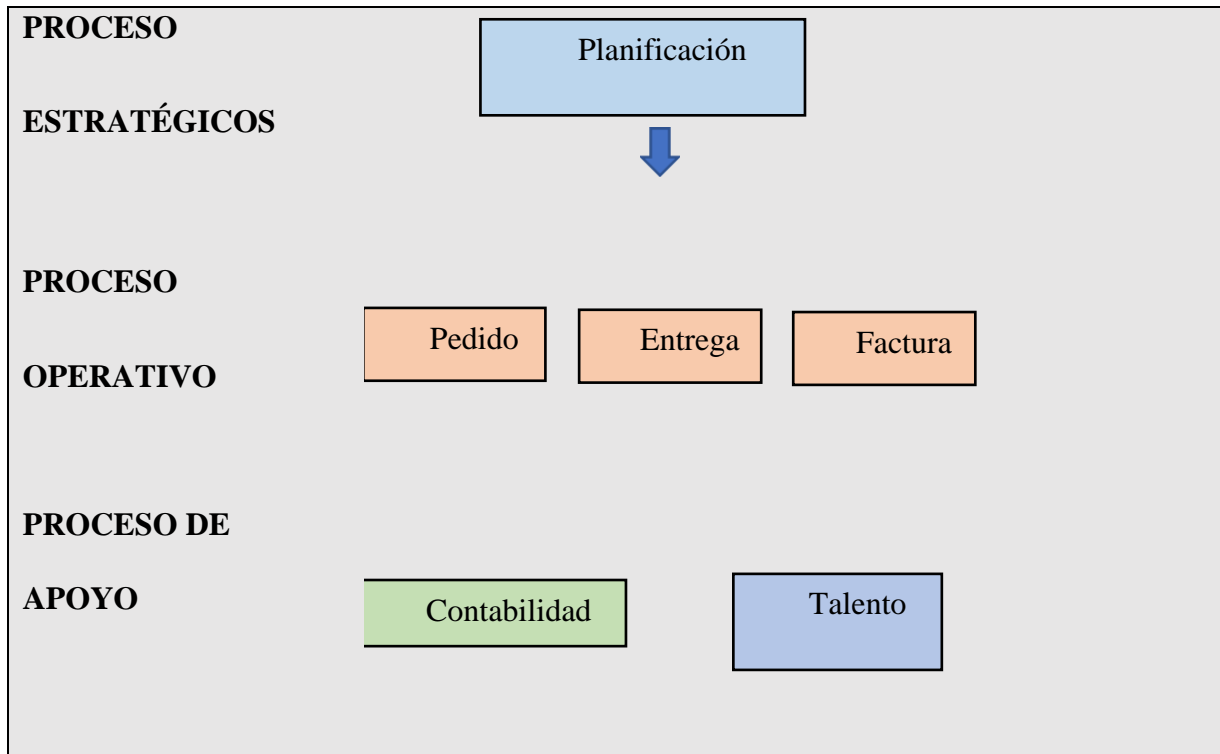 PROCESO
Planificación
ESTRATÉGICOS
PROCESO
Pedido
Entrega
Factura
OPERATIVO
PROCESO DE
APOYO
Contabilidad
Talento